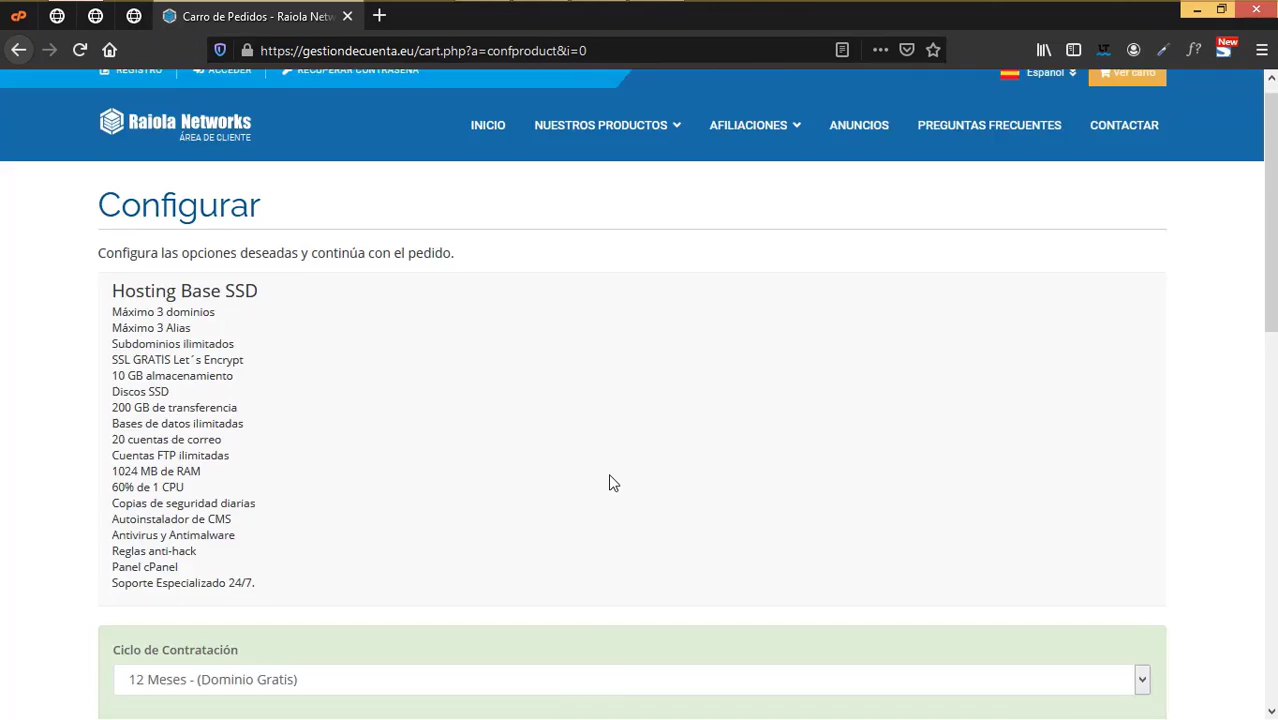 Carro de Pedidos - Raiola Netw
https://gestiondecuenta.eu/cart.php?a=confproduct&i=0
New
REGISTRO
ACCEDER
RECUPERAR CONTRASEÑA
Español
Ver carro
Raiola Networks
ÁREA DE CLIENTE
INICIO
NUESTROS PRODUCTOS
AFILIACIONES
ANUNCIOS
PREGUNTAS FRECUENTES
CONTACTAR
Configurar
Configura las opciones deseadas y continúa con el pedido.
Hosting Base SSD
Máximo 3 dominios
Máximo 3 Alias
Subdominios ilimitados
SSL GRATIS Let´s Encrypt
10 GB almacenamiento
Discos SSD
200 GB de transferencia
Bases de datos ilimitadas
20 cuentas de correo
Cuentas FTP ilimitadas
1024 MB de RAM
60% de 1 CPU
Copias de seguridad diarias
Autoinstalador de CMS
Antivirus y Antimalware
Reglas anti-hack
Panel cPanel
Soporte Especializado 24/7.
Ciclo de Contratación
12 Meses - (Dominio Gratis)